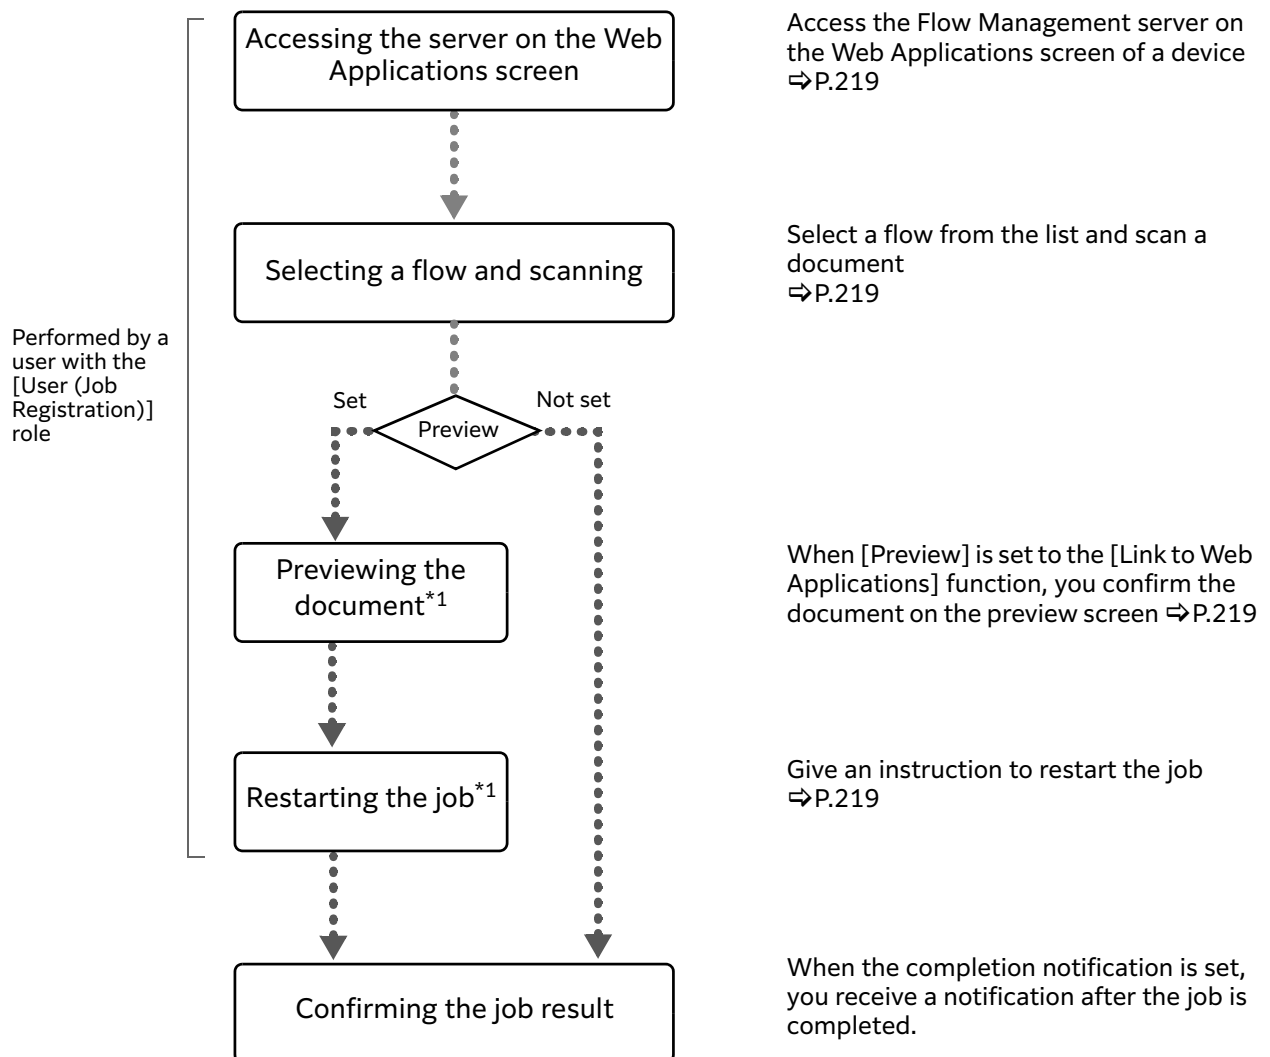 Accessing the server on the Web
Applications screen
Access the Flow Management server on
the Web Applications screen of a device
⇨P.219
Selecting a flow and scanning
Select a flow from the list and scan a
document
⇨P.219
Performed by a
user with the
[User (Job
Registration)]
role
Set
Not set
Preview
Previewing the
document*1
When [Preview] is set to the [Link to Web
Applications] function, you confirm the
document on the preview screen ⇨P.219
Restarting the job*1
Give an instruction to restart the job
⇨P.219
Confirming the job result
When the completion notification is set,
you receive a notification after the job is
completed.